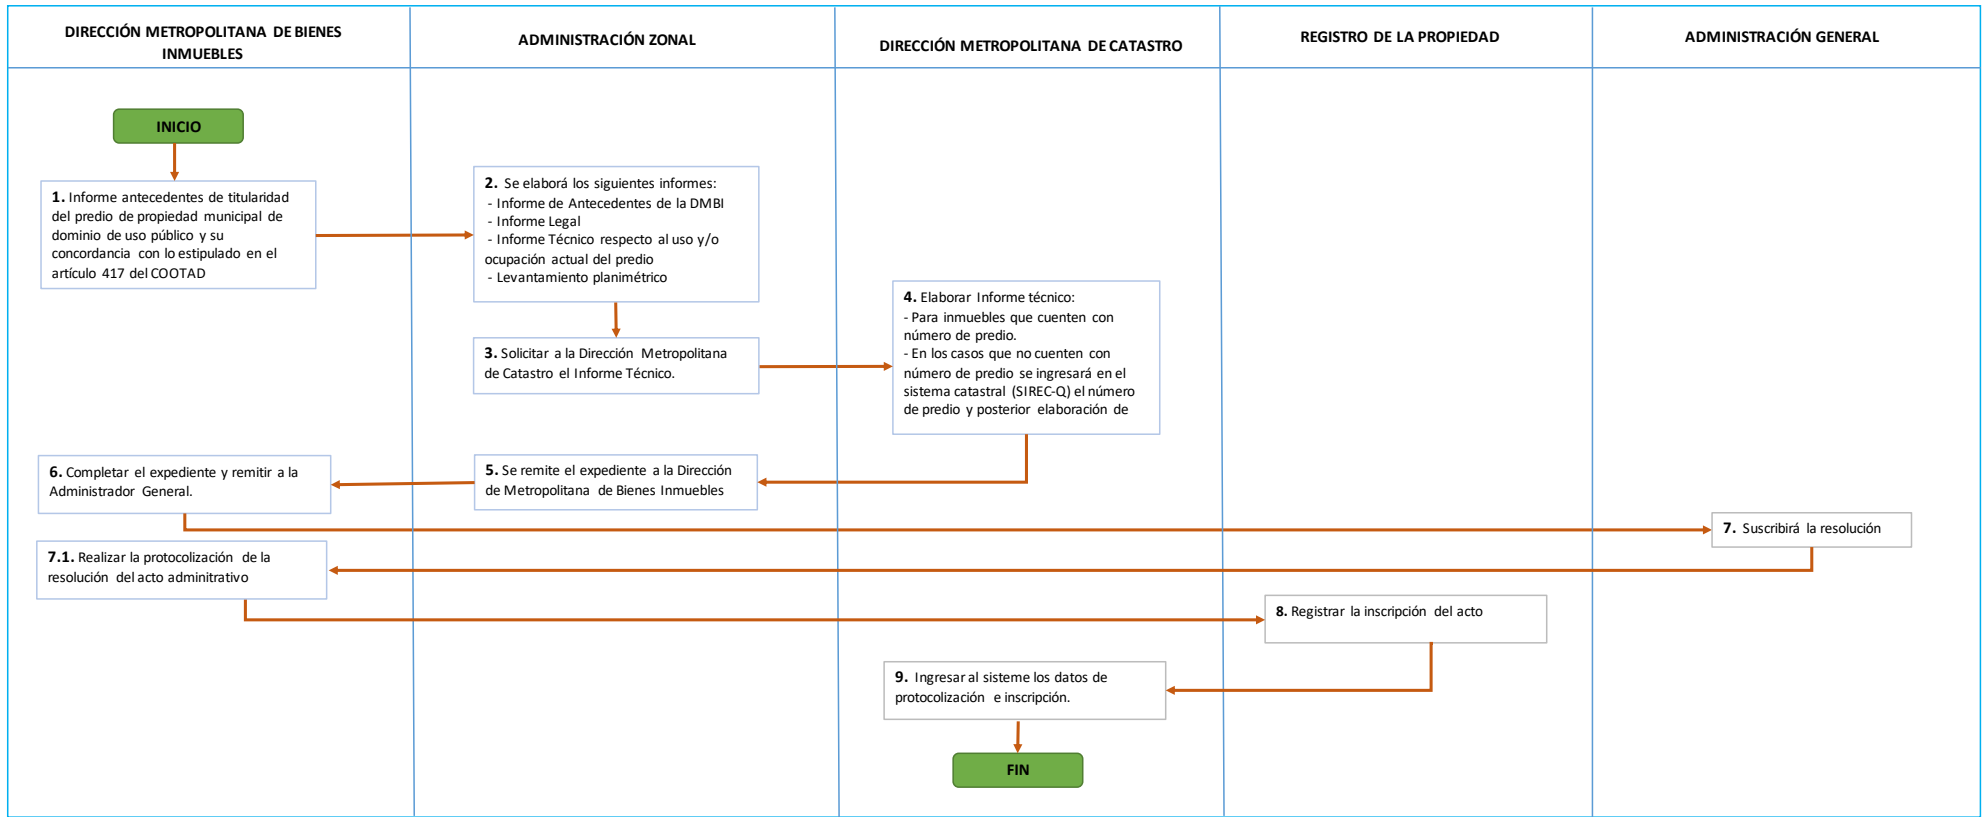 DIRECCIÓN METROPOLITANA DE BIENES
INMUEBLES
ADMINISTRACIÓN ZONAL
DIRECCIÓN METROPOLITANA DE CATASTRO
REGISTRO DE LA PROPIEDAD
ADMINISTRACIÓN GENERAL
INICIO
1. Informe antecedentes de titularidad
del predio de propiedad municipal de
dominio de uso público y su
concordancia con lo estipulado en el
artículo 417 del COOTAD
2. Se elaborá los siguientes informes:
- Informe de Antecedentes de la DMBI
- Informe Legal
- Informe Técnico respecto al uso y/o
ocupación actual del predio
- Levantamiento planimétrico
3. Solicitar a la Dirección Metropolitana
de Catastro el Informe Técnico.
4. Elaborar Informe técnico:
- Para inmuebles que cuenten con
número de predio.
- En los casos que no cuenten con
número de predio se ingresará en el
sistema catastral (SIREC-Q) el número
de predio y posterior elaboración de
5. Se remite el expediente a la Dirección
de Metropolitana de Bienes Inmuebles
6. Completar el expediente y remitir a la
Administrador General.
7. Suscribirá la resolución
7.1. Realizar la protocolización de la
resolución del acto adminitrativo
8. Registrar la inscripción del acto
9. Ingresar al sisteme los datos de
protocolización e inscripción.
FIN